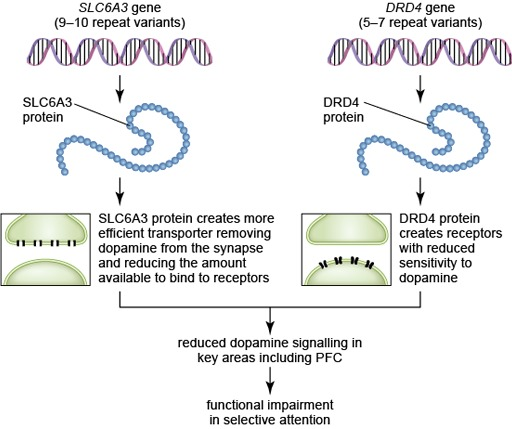 SLC6A3 gene
(9–10 repeat variants)
DRD4 gene
(5–7 repeat variants)
SLC6A3
protein
DRD4
protein
SLC6A3 protein creates more
efficient transporter removing
dopamine from the synapse
and reducing the amount
available to bind to receptors
DRD4 protein
creates receptors
with reduced
sensitivity to
dopamine
reduced dopamine signalling in
key areas including PFC
functional impairment
in selective attention